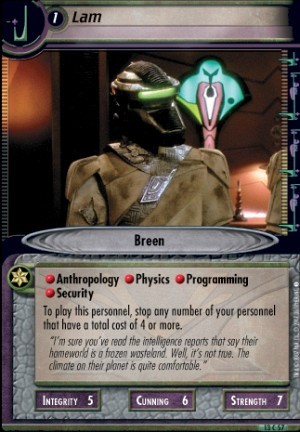 1 Lam
Breen
Anthropology Physics Programming
Security
To play this personnel, stop any number of your personnel
that have a total cost of 4 or more.
"I'm sure you've read the intelligence reports that say their
homeworld is a frozen wasteland. Well, it's not true. The
climate on their planet is quite comfortable."
INTEGRITY 5 CUNNING 6 STRENGTH 7